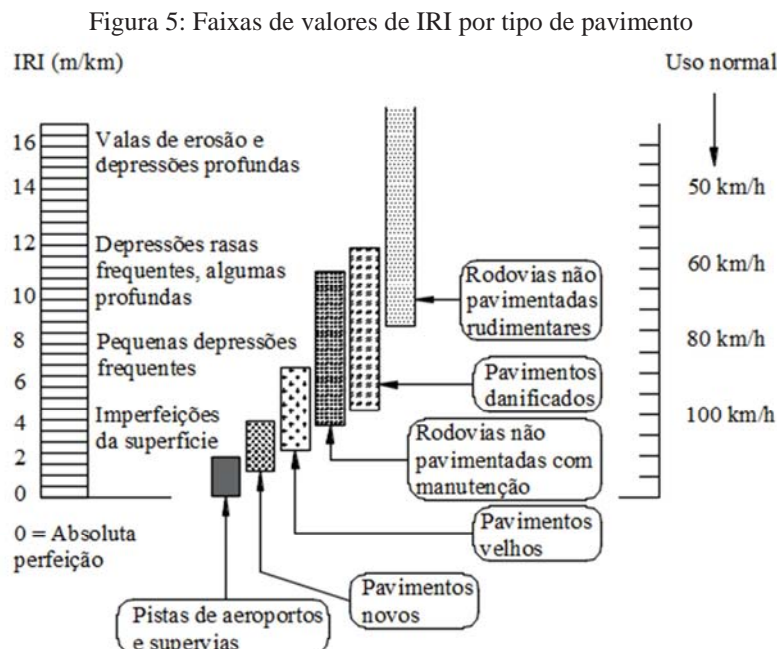 Figura 5: Faixas de valores de IRI por tipo de pavimento
IRI (m/km)
Uso normal
16
14
12
10
8
6
4
2
0
Valas de erosão e
depressões profundas
Depressões rasas
frequentes, algumas
profundas
Pequenas depressões
frequentes
Imperfeições
da superfície
0 = Absoluta
perfeição
50 km/h
60 km/h
80 km/h
100 km/h
Rodovias não
pavimentadas
rudimentares
Pavimentos
danificados
Rodovias não
pavimentadas com
manutenção
Pavimentos
velhos
Pavimentos
novos
Pistas de aeroportos
e supervias